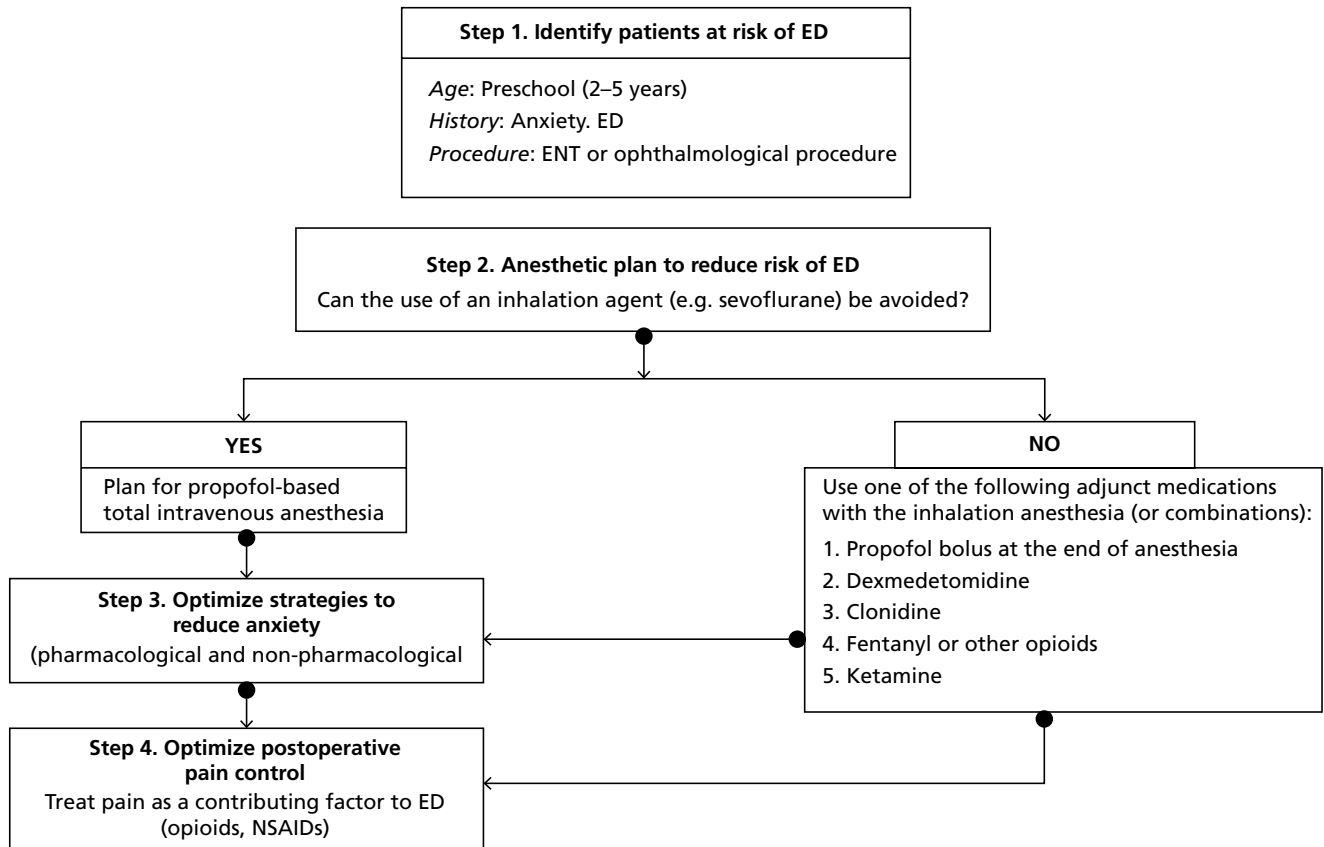 Step 1. Identify patients at risk of ED
Age: Preschool (2–5 years)
History: Anxiety. ED
Procedure: ENT or ophthalmological procedure
Step 2. Anesthetic plan to reduce risk of ED
Can the use of an inhalation agent (e.g. sevoflurane) be avoided?
YES
Plan for propofol-based
total intravenous anesthesia
NO
Use one of the following adjunct medications
with the inhalation anesthesia (or combinations):
1. Propofol bolus at the end of anesthesia
2. Dexmedetomidine
3. Clonidine
4. Fentanyl or other opioids
5. Ketamine
Step 3. Optimize strategies to
reduce anxiety
(pharmacological and non-pharmacological
Step 4. Optimize postoperative
pain control
Treat pain as a contributing factor to ED
(opioids, NSAIDs)